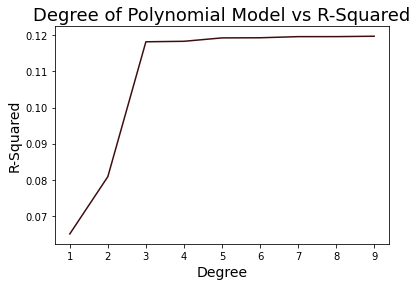 Degree of Polynomial Model vs R-Squared
0.12
0.11
0.10
0.09
0.08
0.07
R-Squared
1 2 3 4 5 6 7 8 9
Degree